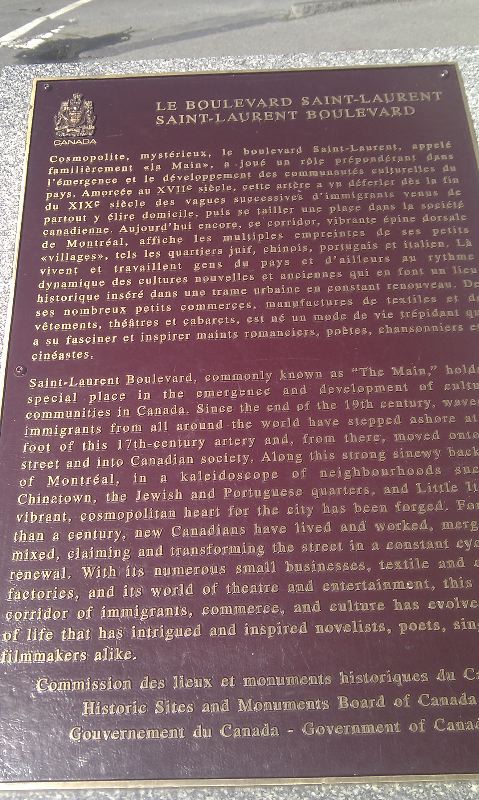 CANADA
LE BOULEVARD SAINT-LAURENT
SAINT-LAURENT BOULEVARD
Cosmopolite, mystérieux, le boulevard Saint-Laurent, appelé
familièrement «la Main», a joué un rôle prépondérant dans
l'émergence et le développement des communautés culturelles du
pays. Amorcée au XVIIe siècle, cette artère a vu déferler dès la fin
du XIXe siècle des vagues successives d'immigrants venus de
partout y élire domicile, puis se tailler une place dans la société
canadienne. Aujourd'hui encore, ce corridor, vibrante épine dorsale
de Montréal, affiche les multiples empreintes de ses petits
«villages», tels les quartiers juif, chinois, portugais et italien. Là
vivent et travaillent gens du pays et d'ailleurs au rythme
dynamique des cultures nouvelles et anciennes qui en font un lieu
historique inséré dans une trame urbaine en constant renouveau. De
ses nombreux petits commerces, manufactures de textiles et de
vêtements, théâtres et cabarets, est né un mode de vie trépidant qu
a su fasciner et inspirer maints romanciers, poètes, chansonniers e
cinéastes.
Saint-Laurent Boulevard, commonly known as "The Main," holds
special place in the emergence and development of cultu
communities in Canada. Since the end of the 19th century, waves
immigrants from all around the world have stepped ashore at
foot of this 17th-century artery and, from there, moved onto
street and into Canadian society. Along this strong sinewy back
of Montréal, in a kaleidoscope of neighbourhoods suc
Chinatown, the Jewish and Portuguese quarters, and Little It
vibrant, cosmopolitan heart for the city has been forged. For
than a century, new Canadians have lived and worked, merg
mixed, claiming and transforming the street in a constant cyc
renewal. With its numerous small businesses, textile and c
factories, and its world of theatre and entertainment, this
corridor of immigrants, commerce, and culture has evolve
of life that has intrigued and inspired novelists, poets, sin
filmmakers alike.
Commission des lieux et monuments historiques du Ca
Historic Sites and Monuments Board of Canada
Gouvernement du Canada - Government of Canad